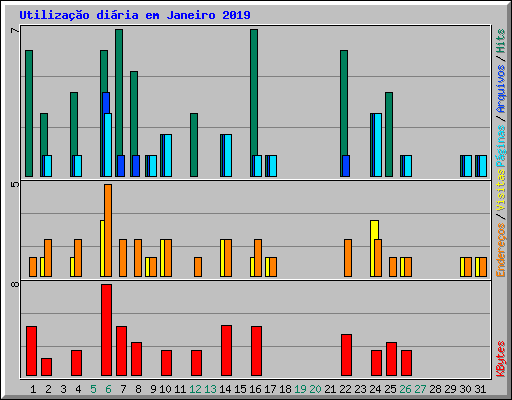 Utilização diária em Janeiro 2019
7
5
8
KBytes
Endereços / Visitas
Páginas / Arquivos / Hits
1 2 3 4 5 6 7 8 9 10 11 12 13 14 15 16 17 18 19 20 21 22 23 24 25 26 27 28 29 30 31